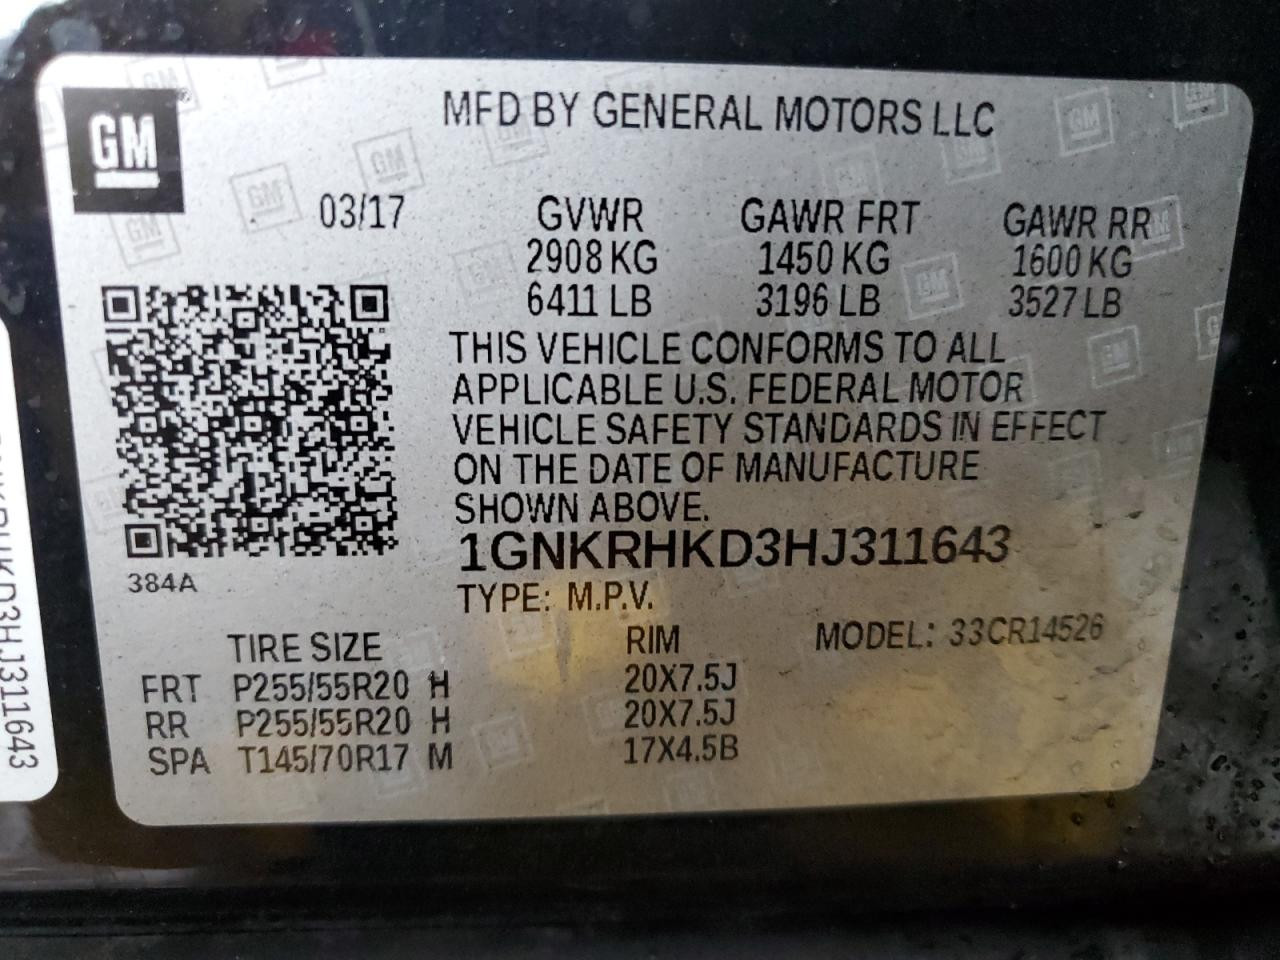 GM®
MFD BY GENERAL MOTORS LLC
03/17
GVWR GAWR FRT GAWR RR
2908 KG 1450 KG 1600 KG
6411 LB 3196 LB 3527 LB
THIS VEHICLE CONFORMS TO ALL
APPLICABLE U.S. FEDERAL MOTOR
VEHICLE SAFETY STANDARDS IN EFFECT
ON THE DATE OF MANUFACTURE
SHOWN ABOVE.
1GNKRHKD3HJ311643
384A
TYPE: M.P.V.
TIRE SIZE RIM MODEL: 33CR14526
FRT P255/55R20 H 20X7.5J
RR P255/55R20 H 20X7.5J
SPA T145/70R17 M 17X4.5B
KRHKD3HJ311643